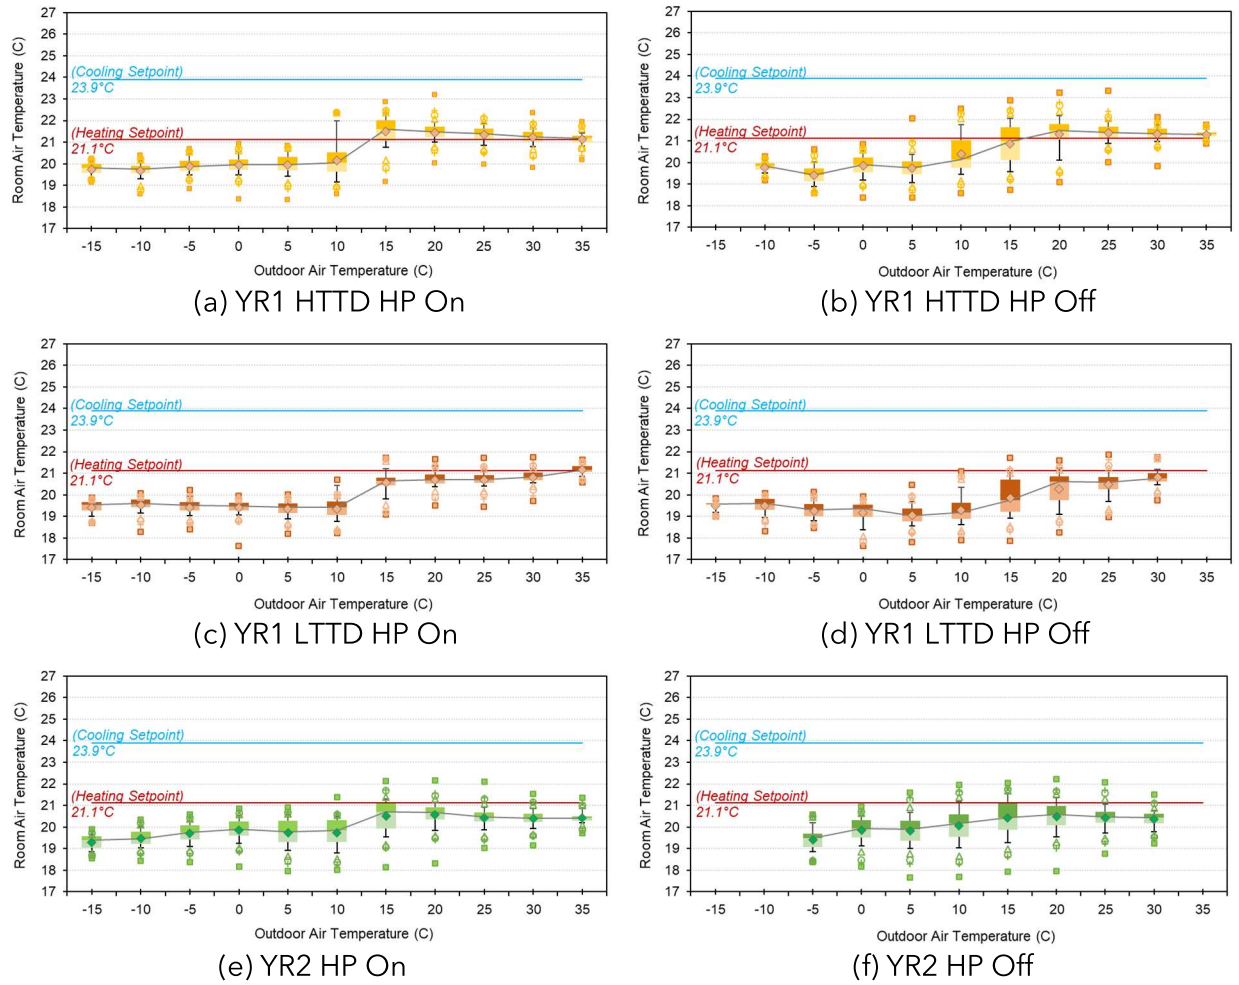 27
26
25
24
23
22
21
20
19
18
17
Room Air Temperature (C)
(Cooling Setpoint)
23.9°C
(Heating Setpoint)
21.1°C
-15 -10 -5 0 5 10 15 20 25 30 35
Outdoor Air Temperature (C)
(a) YR1 HTTD HP On
27
26
25
24
23
22
21
20
19
18
17
Room Air Temperature (C)
(Cooling Setpoint)
23.9°C
(Heating Setpoint)
21.1°C
-15 -10 -5 0 5 10 15 20 25 30 35
Outdoor Air Temperature (C)
(b) YR1 HTTD HP Off
27
26
25
24
23
22
21
20
19
18
17
Room Air Temperature (C)
(Cooling Setpoint)
23.9°C
(Heating Setpoint)
21.1°C
-15 -10 -5 0 5 10 15 20 25 30 35
Outdoor Air Temperature (C)
(c) YR1 LTTD HP On
27
26
25
24
23
22
21
20
19
18
17
Room Air Temperature (C)
(Cooling Setpoint)
23.9°C
(Heating Setpoint)
21.1°C
-15 -10 -5 0 5 10 15 20 25 30 35
Outdoor Air Temperature (C)
(d) YR1 LTTD HP Off
27
26
25
24
23
22
21
20
19
18
17
Room Air Temperature (C)
(Cooling Setpoint)
23.9°C
(Heating Setpoint)
21.1°C
-15 -10 -5 0 5 10 15 20 25 30 35
Outdoor Air Temperature (C)
(e) YR2 HP On
27
26
25
24
23
22
21
20
19
18
17
Room Air Temperature (C)
(Cooling Setpoint)
23.9°C
(Heating Setpoint)
21.1°C
-15 -10 -5 0 5 10 15 20 25 30 35
Outdoor Air Temperature (C)
(f) YR2 HP Off